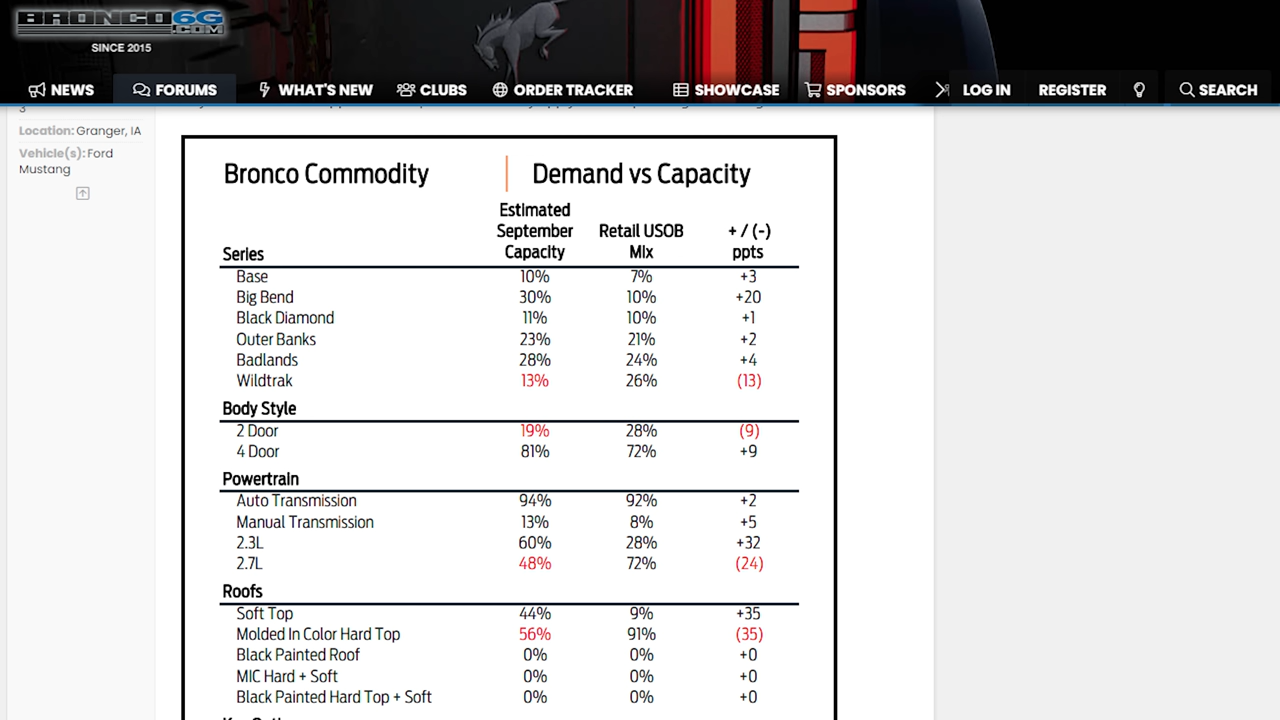 BRONCO6G
.COM
SINCE 2015
NEWS FORUMS WHAT'S NEW CLUBS ORDER TRACKER SHOWCASE SPONSORS LOG IN REGISTER SEARCH
3
Location: Granger, IA
Vehicle(s): Ford
Mustang
Bronco Commodity | Demand vs Capacity
Estimated
September Retail USOB + / (-)
Series Capacity Mix ppts
Base 10% 7% +3
Big Bend 30% 10% +20
Black Diamond 11% 10% +1
Outer Banks 23% 21% +2
Badlands 28% 24% +4
Wildtrak 13% 26% (13)
Body Style
2 Door 19% 28% (9)
4 Door 81% 72% +9
Powertrain
Auto Transmission 94% 92% +2
Manual Transmission 13% 8% +5
2.3L 60% 28% +32
2.7L 48% 72% (24)
Roofs
Soft Top 44% 9% +35
Molded In Color Hard Top 56% 91% (35)
Black Painted Roof 0% 0% +0
MIC Hard + Soft 0% 0% +0
Black Painted Hard Top + Soft 0% 0% +0